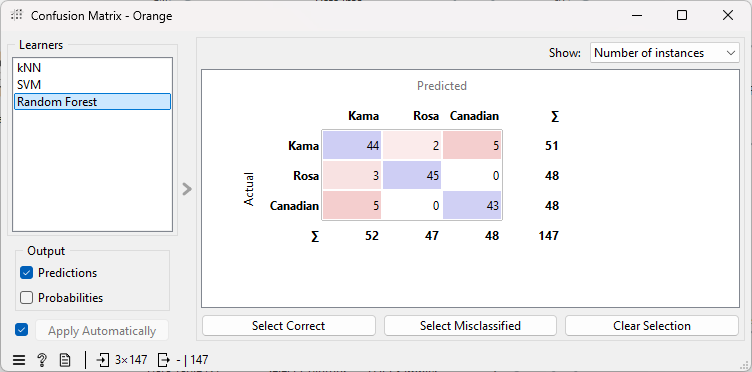 Confusion Matrix - Orange
Learners
kNN
SVM
Random Forest
Output
Predictions
Probabilities
Apply Automatically
Show: Number of instances
Predicted
Kama Rosa Canadian Σ
Actual
Kama 44 2 5 51
Rosa 3 45 0 48
Canadian 5 0 43 48
Σ 52 47 48 147
Select Correct Select Misclassified Clear Selection
? 3×147 - | 147